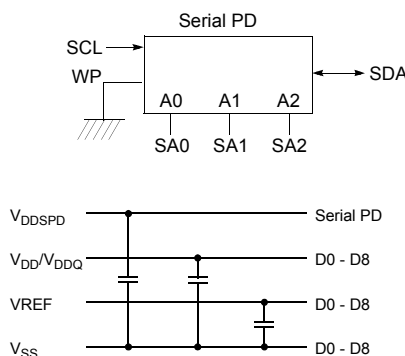 Serial PD
SCL
WP
SDA
A0 A1 A2
SA0 SA1 SA2
VDDSPD Serial PD
VDD/VDDQ D0 - D8
VREF D0 - D8
VSS D0 - D8